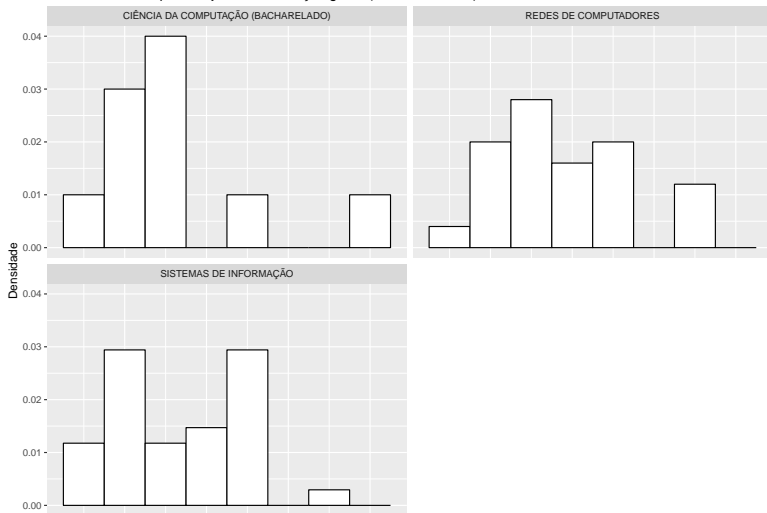 CIÊNCIA DA COMPUTAÇÃO (BACHARELADO)
REDES DE COMPUTADORES
0.04
0.03
0.02
0.01
0.00
Densidade
SISTEMAS DE INFORMAÇÃO
0.04
0.03
0.02
0.01
0.00